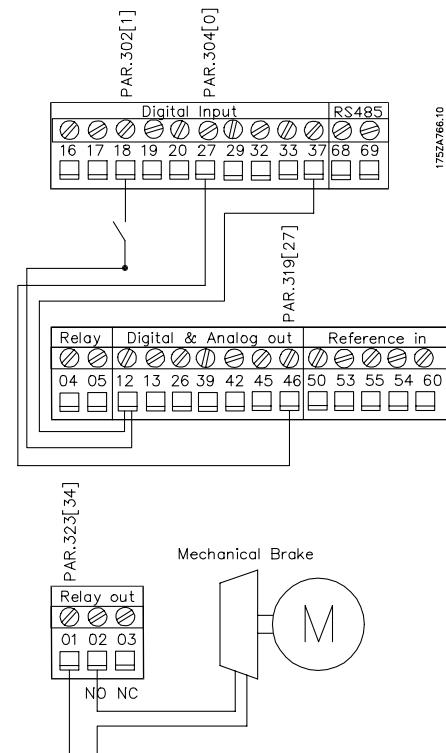 PAR.302[1]
PAR.304[0]
Digital Input RS485
16 17 18 19 20 27 29 32 33 37 68 69
175ZA766.10
PAR.319[27]
Relay Digital & Analog out Reference in
04 05 12 13 26 39 42 45 46 50 53 55 54 60
PAR.323[34]
Mechanical Brake
Relay out
01 02 03
NO NC
M